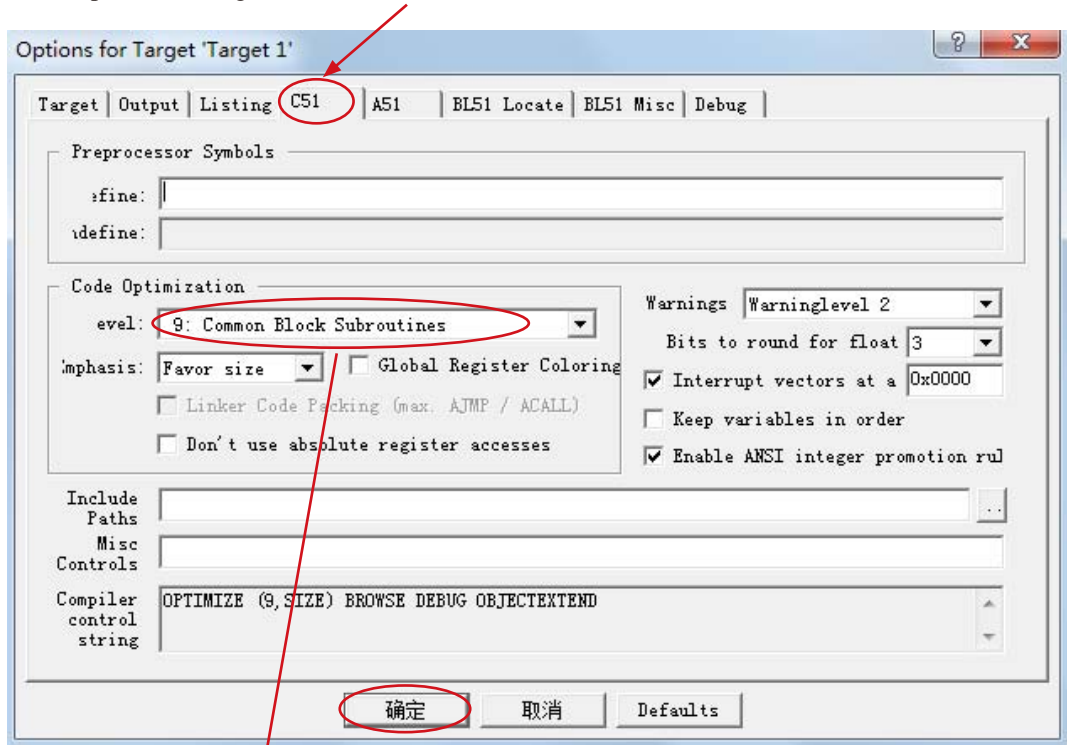 Options for Target 'Target 1'
Target Output Listing C51 A51 BL51 Locate BL51 Misc Debug
Preprocessor Symbols
efine:
define:
Code Optimization
evel: 9: Common Block Subroutines
Warnings Warninglevel 2
Bits to round for float 3
mphasis: Favor size Global Register Coloring
Interrupt vectors at a 0x0000
Linker Code Packing (max. AJMP / ACALL)
Keep variables in order
Don't use absolute register accesses
Enable ANSI integer promotion rul
Include
Paths
..
Misc
Controls
Compiler
control
string
OPTIMIZE (9,SIZE) BROWSE DEBUG OBJECTEXTEND
确定 取消 Defaults